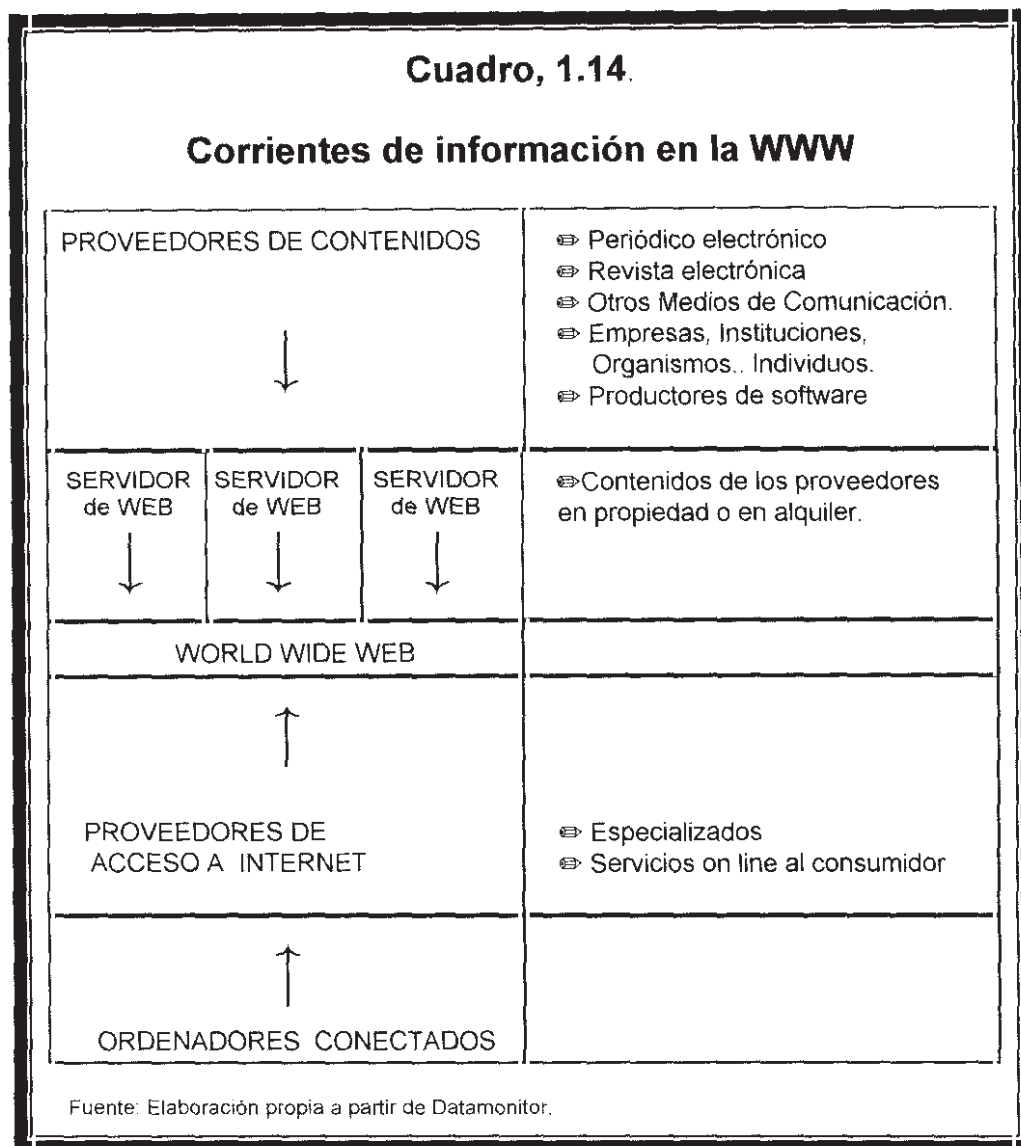 Cuadro, 1.14.
Corrientes de información en la WWW
PROVEEDORES DE CONTENIDOS
✏ Periódico electrónico
✏ Revista electrónica
✏ Otros Medios de Comunicación.
✏ Empresas, Instituciones,
Organismos.. Individuos.
✏ Productores de software
SERVIDOR
de WEB
SERVIDOR
de WEB
SERVIDOR
de WEB
✏Contenidos de los proveedores
en propiedad o en alquiler.
WORLD WIDE WEB
PROVEEDORES DE
ACCESO A INTERNET
✏ Especializados
✏ Servicios on line al consumidor
ORDENADORES CONECTADOS
Fuente: Elaboración propia a partir de Datamonitor.